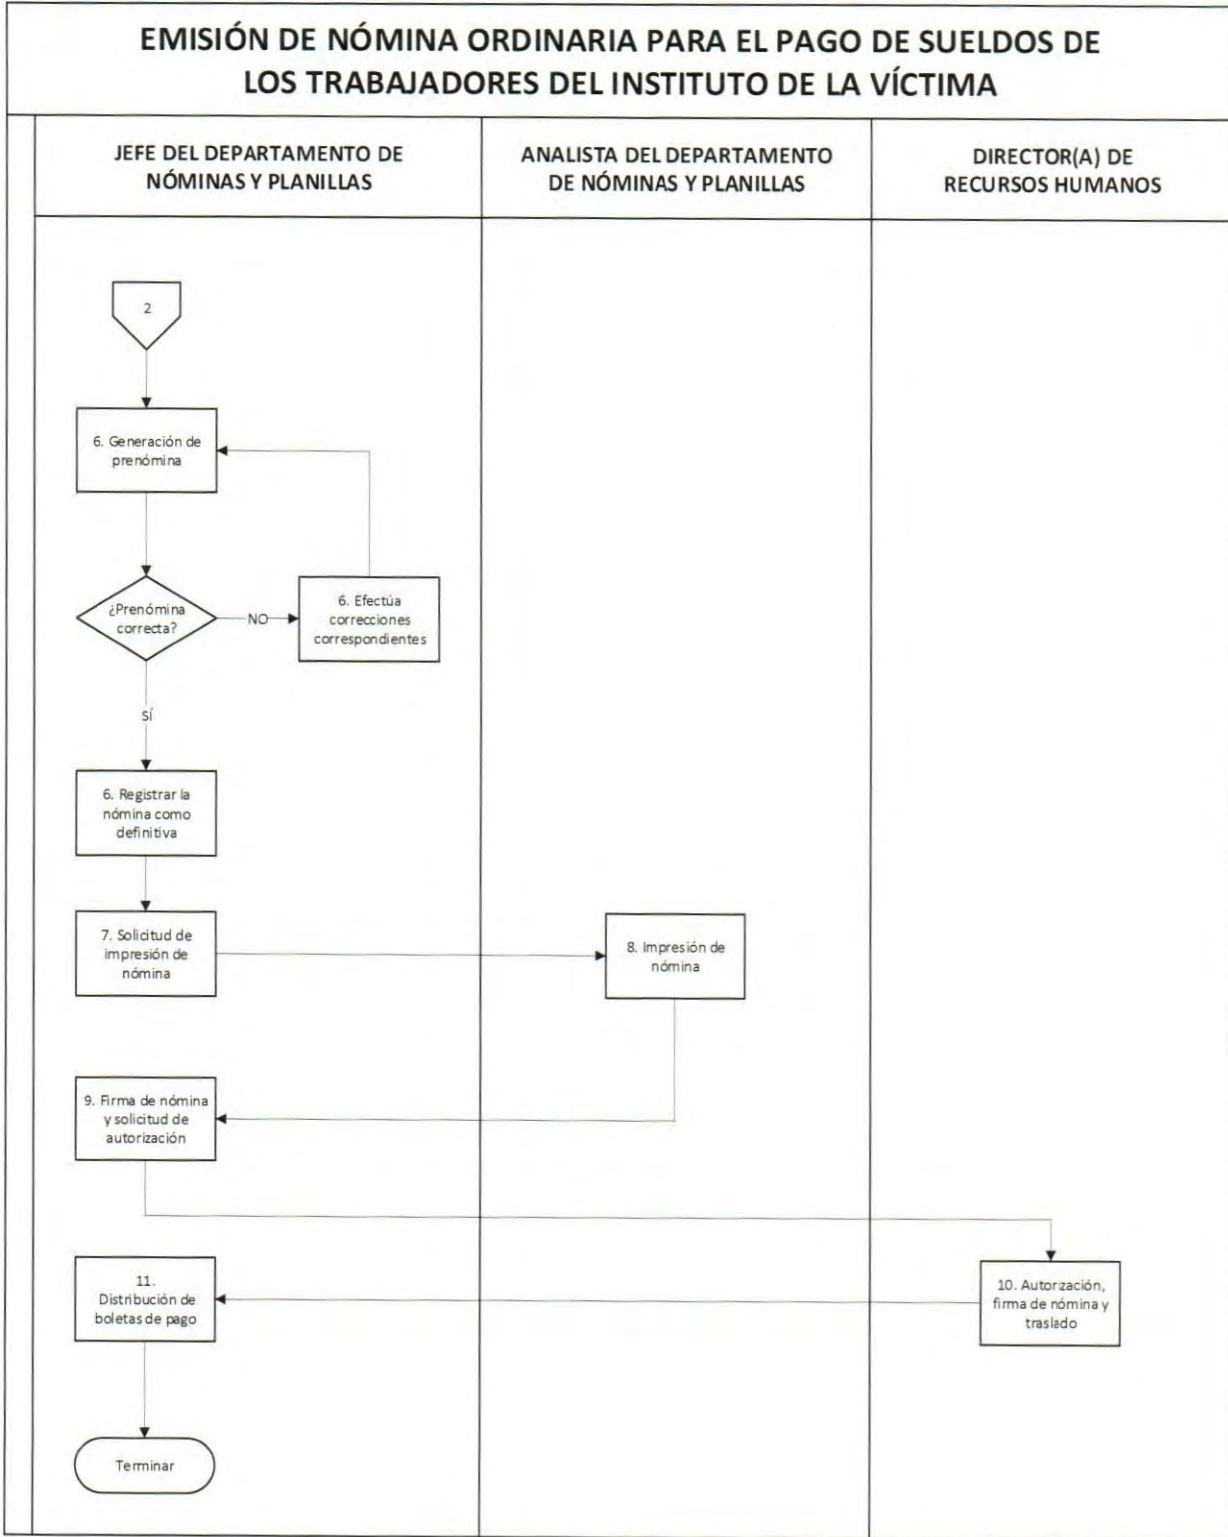 EMISIÓN DE NÓMINA ORDINARIA PARA EL PAGO DE SUELDOS DE
LOS TRABAJADORES DEL INSTITUTO DE LA VÍCTIMA
JEFE DEL DEPARTAMENTO DE
NÓMINAS Y PLANILLAS
ANALISTA DEL DEPARTAMENTO
DE NÓMINAS Y PLANILLAS
DIRECTOR(A) DE
RECURSOS HUMANOS
2
6. Generación de
prenómina
¿Prenómina
correcta?
NO
6. Efectúa
correcciones
correspondientes
SÍ
6. Registrar la
nómina como
definitiva
7. Solicitud de
impresión de
nómina
8. Impresión de
nómina
9. Firma de nómina
y solicitud de
autorización
10. Autorización,
firma de nómina y
traslado
11.
Distribución de
boletas de pago
Terminar